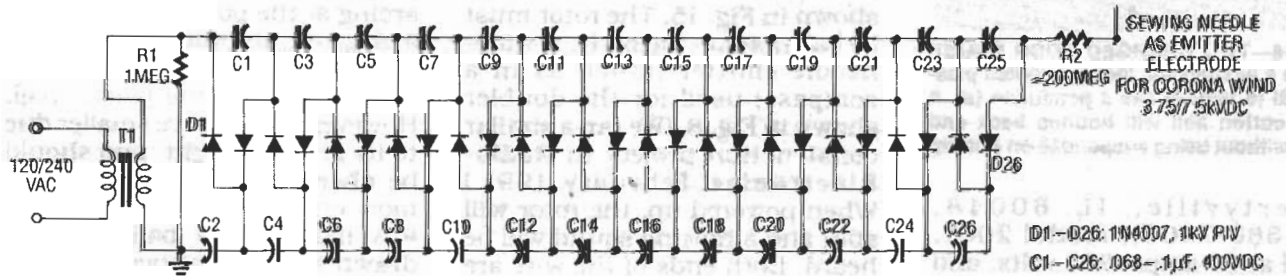 R1
1MEG
C1
C3
C5
C7
C9
C11
C13
C15
C17
C19
C21
C23
C25
R2
≈200MEG
SEWING NEEDLE
AS EMITTER
ELECTRODE
FOR CORONA WIND
3.75/7.5kVDC
T1
120/240
VAC
D1
D26
C2
C4
C6
C8
C10
C12
C14
C16
C18
C20
C22
C24
C26
D1–D26: 1N4007, 1kV PIV
C1–C26: .068–.1μF, 400VDC